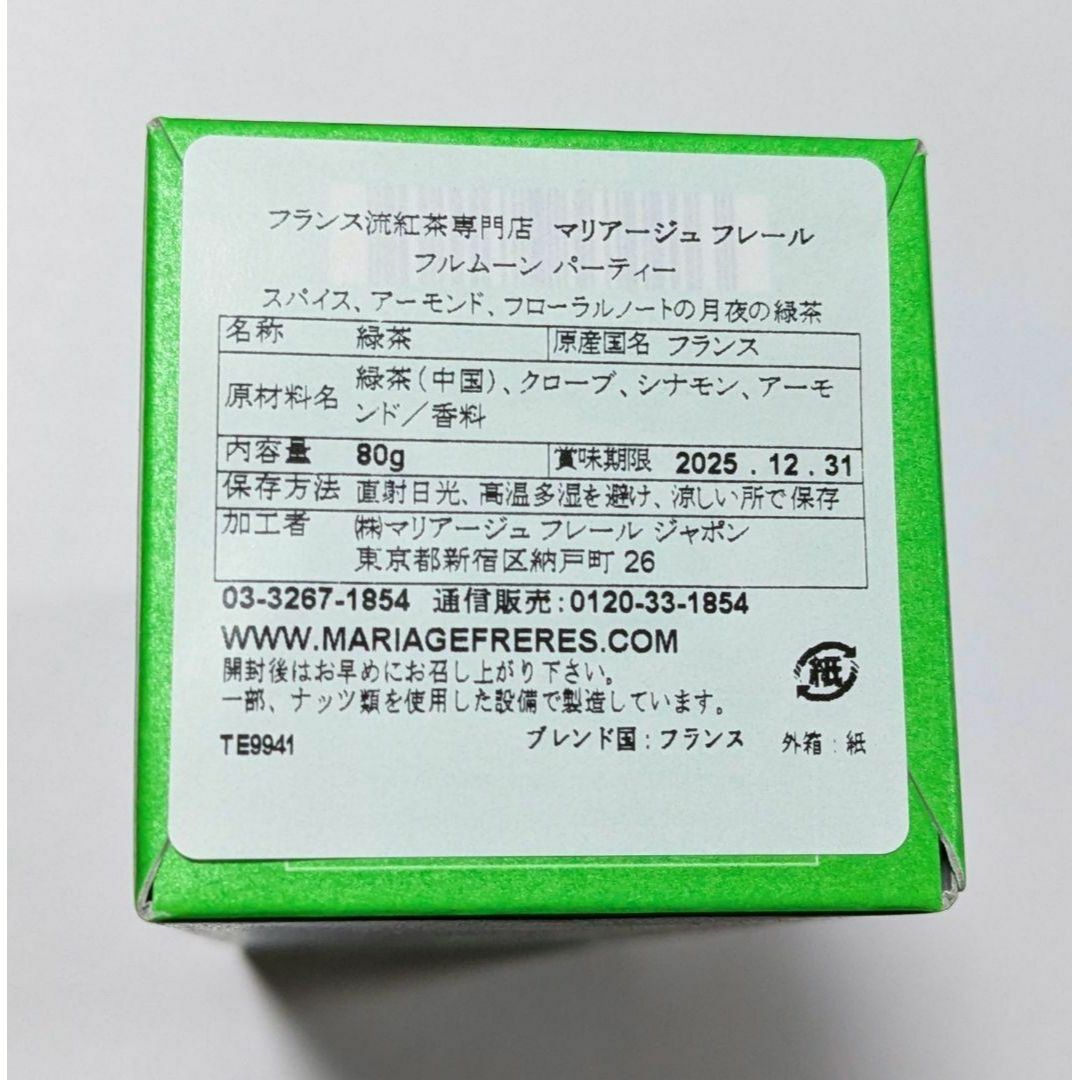 フランス流紅茶専門店 マリアージュ フレール
フルムーン パーティー
スパイス、アーモンド、フローラルノートの月夜の緑茶
名称 緑茶 原産国名 フランス
原材料名 緑茶(中国)、クローブ、シナモン、アーモ
ンド/香料
内容量 80g 賞味期限 2025.12.31
保存方法 直射日光、高温多湿を避け、涼しい所で保存
加工者 ㈱マリアージュ フレール ジャポン
東京都新宿区納戸町 26
03-3267-1854 通信販売:0120-33-1854
WWW.MARIAGEFRERES.COM
開封後はお早めにお召し上がり下さい。
一部、ナッツ類を使用した設備で製造しています。
紙
TE9941 ブレンド国:フランス 外箱:紙